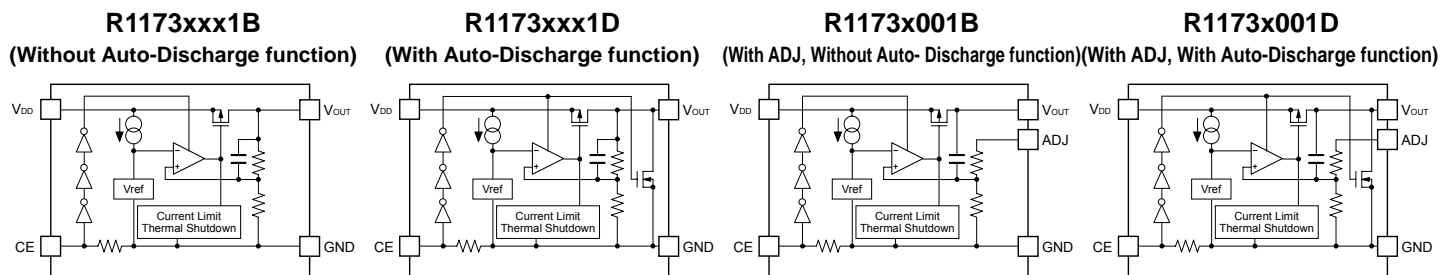 R1173xxx1B
(Without Auto-Discharge function)
VDD
VOUT
−
+
Vref
Current Limit
Thermal Shutdown
CE
GND
R1173xxx1D
(With Auto-Discharge function)
VDD
VOUT
−
+
Vref
Current Limit
Thermal Shutdown
CE
GND
R1173x001B
(With ADJ, Without Auto- Discharge function)
VDD
VOUT
ADJ
−
+
Vref
Current Limit
Thermal Shutdown
CE
GND
R1173x001D
(With ADJ, With Auto-Discharge function)
VDD
VOUT
ADJ
−
+
Vref
Current Limit
Thermal Shutdown
CE
GND